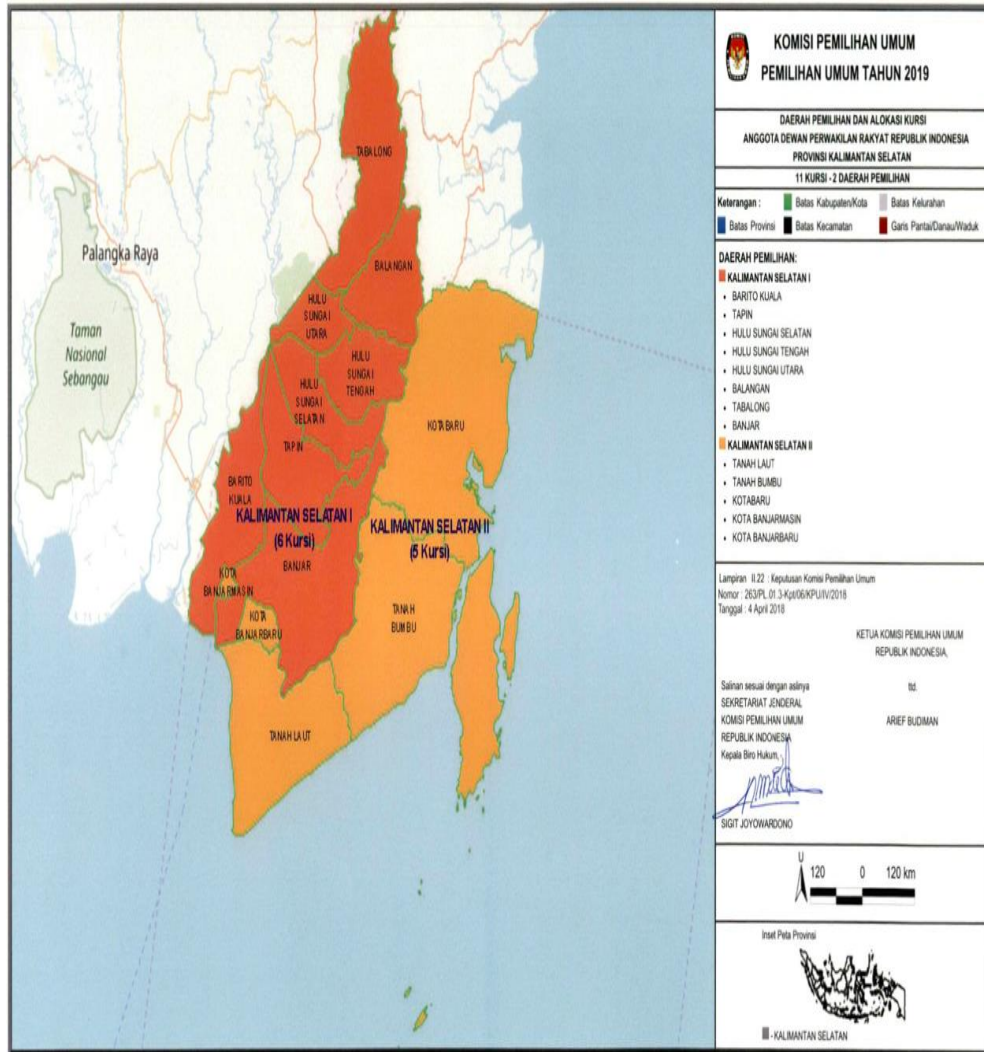 TABALONG
Palangka Raya
BALANGAN
HULU
SUNGAI
UTARA
Taman
Nasional
Sebangau
HULU
SUNGAI
TENGAH
HULU
SUNGAI
SELATAN
KOTABARU
TAPIN
BARITO
KUALA
KALIMANTAN SELATAN I
(6 Kursi)
KALIMANTAN SELATAN II
(5 Kursi)
BANJAR
KOTA
BANJARMASIN
KOTA
BANJARBARU
TANAH
BUMBU
TANAH LAUT
KOMISI PEMILIHAN UMUM
PEMILIHAN UMUM TAHUN 2019
DAERAH PEMILIHAN DAN ALOKASI KURSI
ANGGOTA DEWAN PERWAKILAN RAKYAT REPUBLIK INDONESIA
PROVINSI KALIMANTAN SELATAN
11 KURSI - 2 DAERAH PEMILIHAN
Keterangan : Batas Kabupaten/Kota Batas Kelurahan
Batas Provinsi Batas Kecamatan Garis Pantai/Danau/Waduk
DAERAH PEMILIHAN:
KALIMANTAN SELATAN I
• BARITO KUALA
• TAPIN
• HULU SUNGAI SELATAN
• HULU SUNGAI TENGAH
• HULU SUNGAI UTARA
• BALANGAN
• TABALONG
• BANJAR
KALIMANTAN SELATAN II
• TANAH LAUT
• TANAH BUMBU
• KOTABARU
• KOTA BANJARMASIN
• KOTA BANJARBARU
Lampiran II.22 : Keputusan Komisi Pemilihan Umum
Nomor : 263/PL.01.3-Kpt/06/KPU/IV/2018
Tanggal : 4 April 2018
KETUA KOMISI PEMILIHAN UMUM
REPUBLIK INDONESIA,
Salinan sesuai dengan aslinya
ttd.
SEKRETARIAT JENDERAL
KOMISI PEMILIHAN UMUM
ARIEF BUDIMAN
REPUBLIK INDONESIA
Kepala Biro Hukum,
SIGIT JOYOWARDONO
U
120 0 120 km
Inset Peta Provinsi
- KALIMANTAN SELATAN